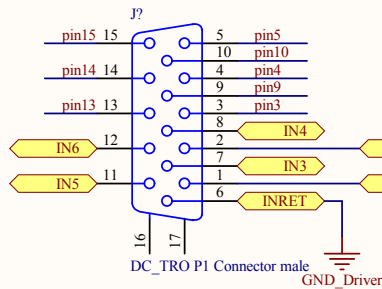 J?
pin15 15 5 pin5
10 pin10
pin14 14 4 pin4
9 pin9
pin13 13 3 pin3
8 IN4
IN6 12 2
7 IN3
IN5 11 1
6 INRET
16 17
DC_TRO P1 Connector male
GND_Driver